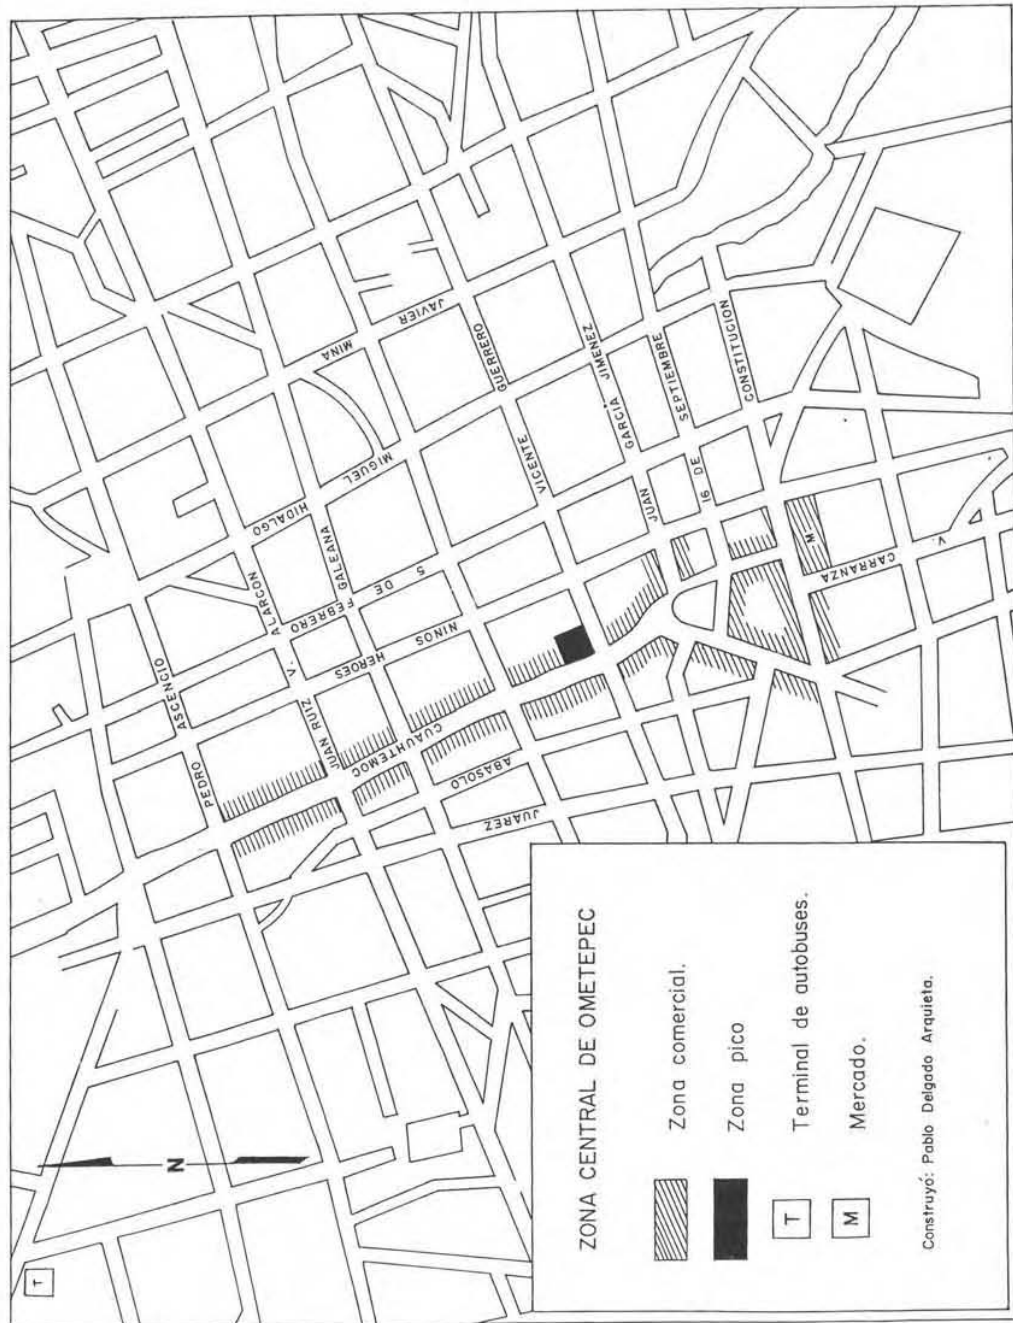 PEDRO ASCENCIO
JUAN RUIZ V. ALARCON
HEROES NINOS
5 DE FEBRERO
GALEANA
MIGUEL HIDALGO
MINA JAVIER
CUAUHTEMOC
ABASOLO
JUAREZ
VICENTE GUERRERO
JUAN GARCIA JIMENEZ
16 DE SEPTIEMBRE
CONSTITUCION
V. CARRANZA
M
T
N
ZONA CENTRAL DE OMETEPEC
Zona comercial.
Zona pico
T Terminal de autobuses.
M Mercado.
Construyó: Pablo Delgado Arquieta.